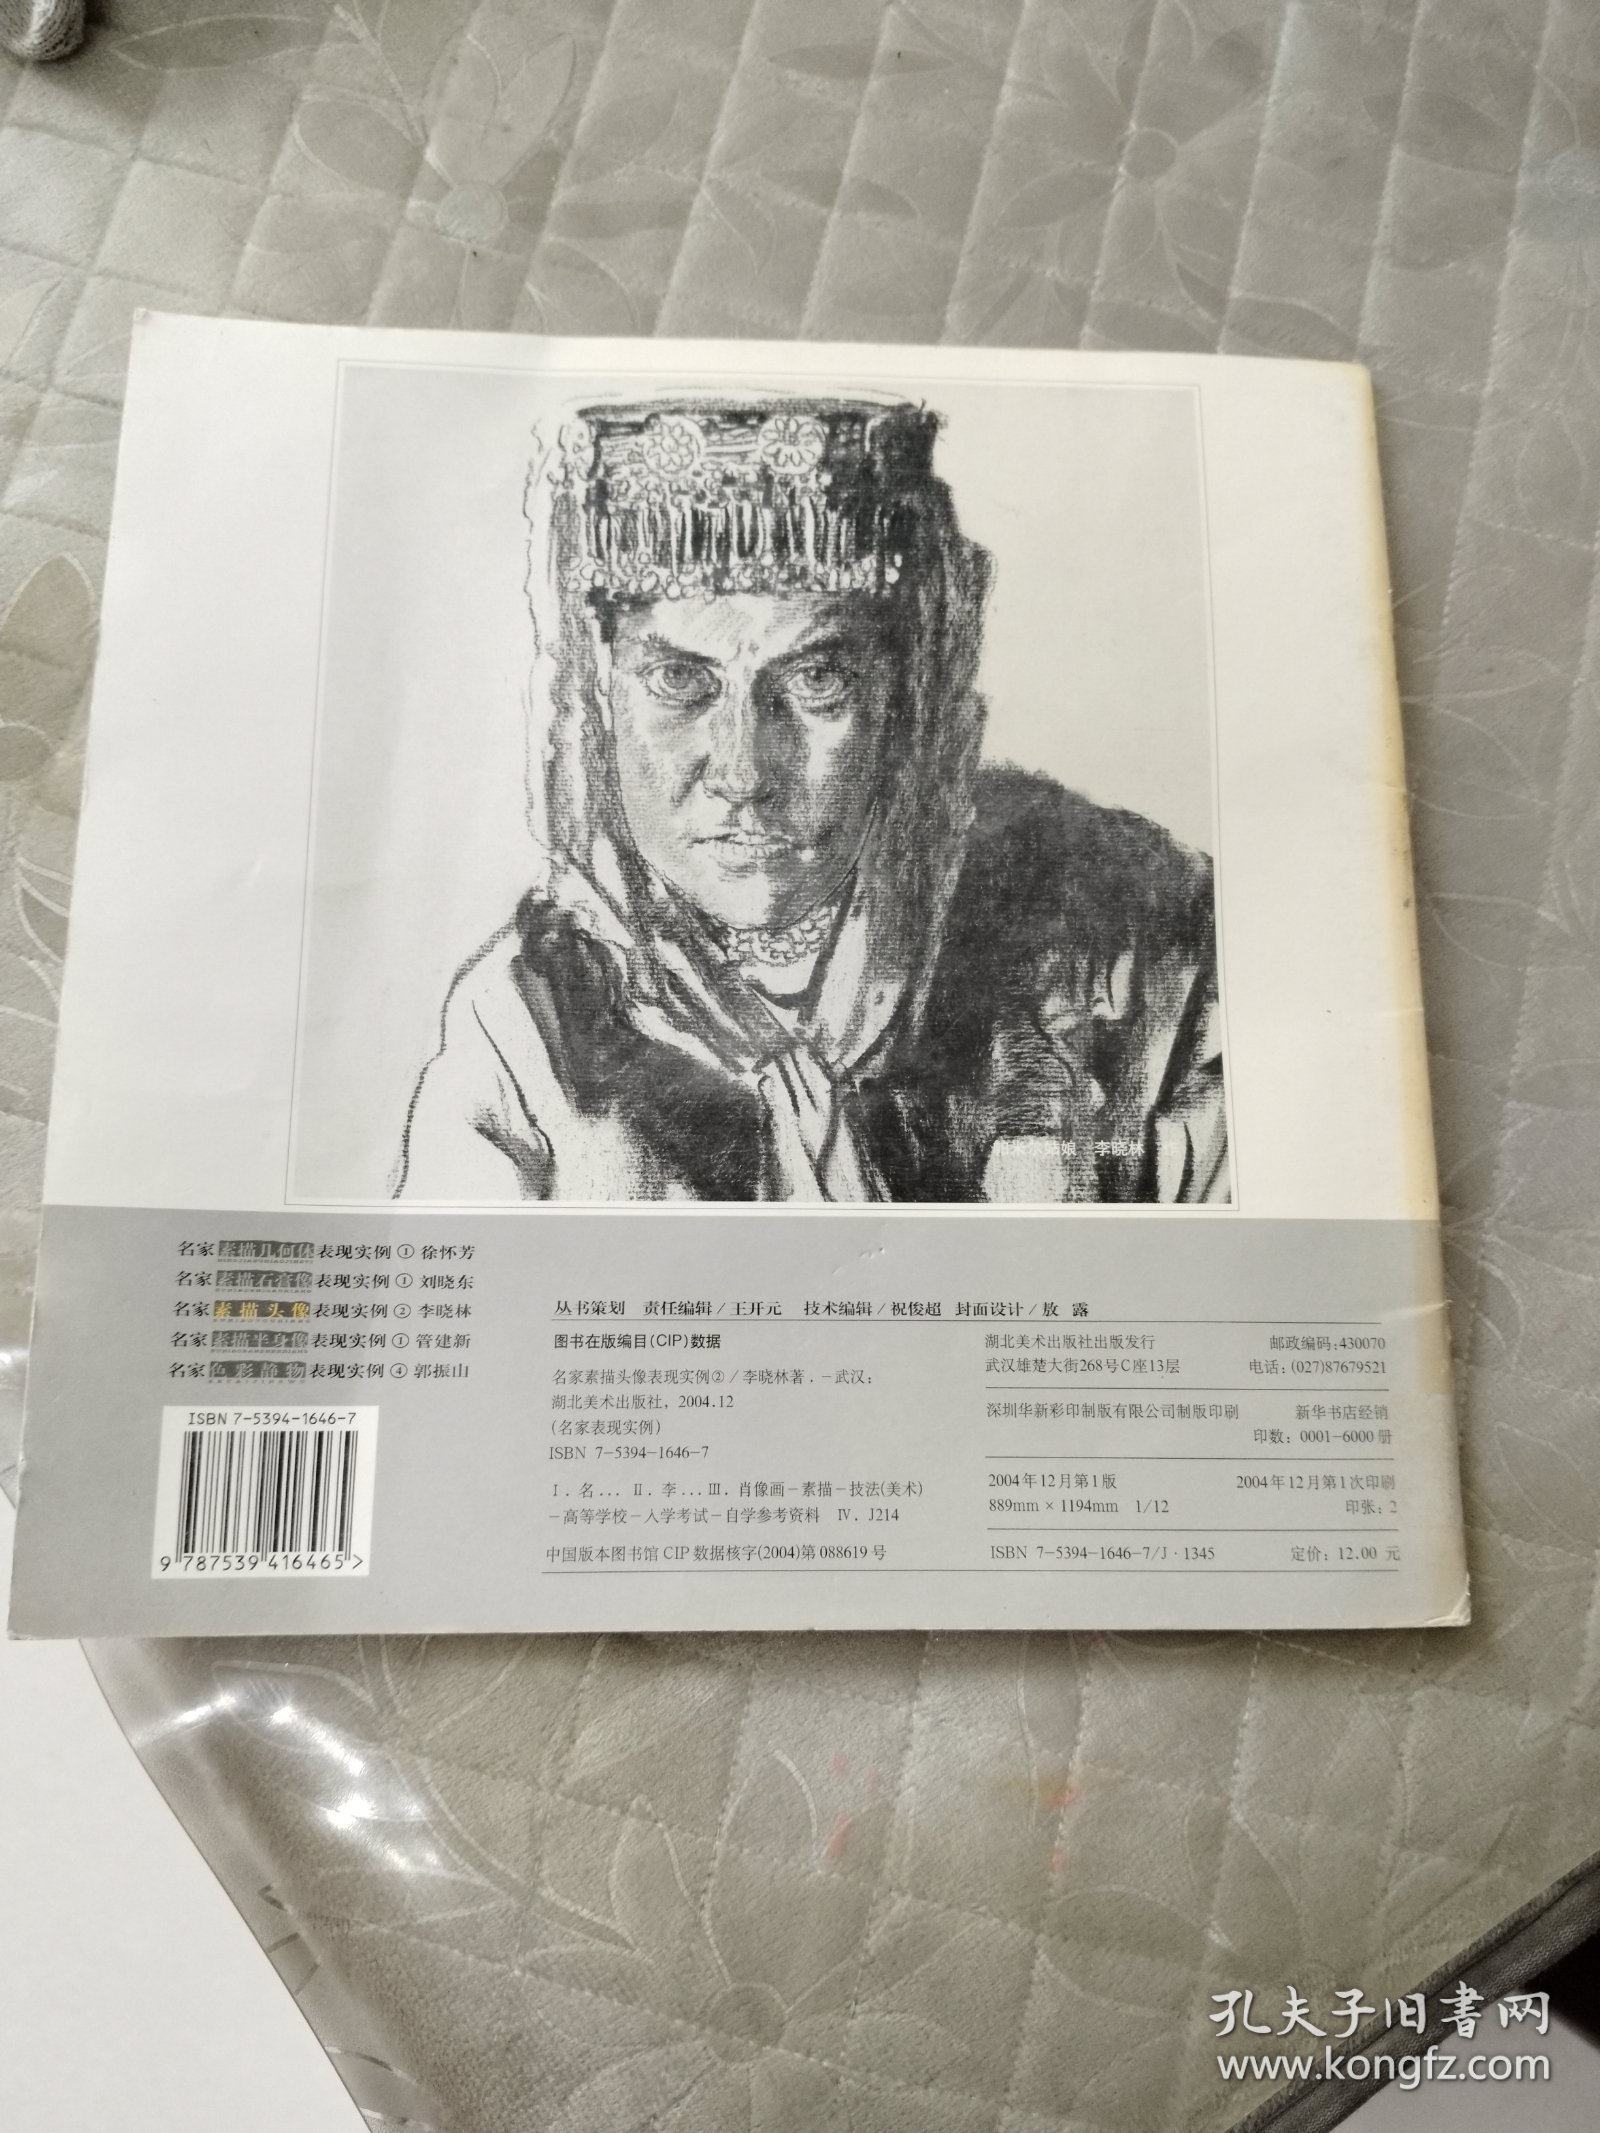 帕米尔姑娘 李晓林
名家素描几何体表现实例①徐怀芳
名家素描石膏像表现实例①刘晓东
名家素描头像表现实例②李晓林
名家素描半身像表现实例①管建新
名家色彩静物表现实例④郭振山
ISBN 7-5394-1646-7
9 787539 416465>
丛书策划 责任编辑/王开元 技术编辑/祝俊超 封面设计/敖 露
图书在版编目(CIP)数据
名家素描头像表现实例②/李晓林著.－武汉:
湖北美术出版社, 2004.12
(名家表现实例)
ISBN 7-5394-1646-7
Ⅰ.名... Ⅱ.李... Ⅲ.肖像画－素描－技法(美术)
－高等学校－入学考试－自学参考资料 Ⅳ. J214
中国版本图书馆CIP数据核字(2004)第088619号
湖北美术出版社出版发行 邮政编码:430070
武汉雄楚大街268号C座13层 电话: (027)87679521
深圳华新彩印制版有限公司制版印刷 新华书店经销
印数: 0001-6000册
2004年12月第1版 2004年12月第1次印刷
889mm×1194mm 1/12 印张: 2
ISBN 7-5394-1646-7/J·1345 定价: 12.00 元
孔夫子旧书网
www.kongfz.com